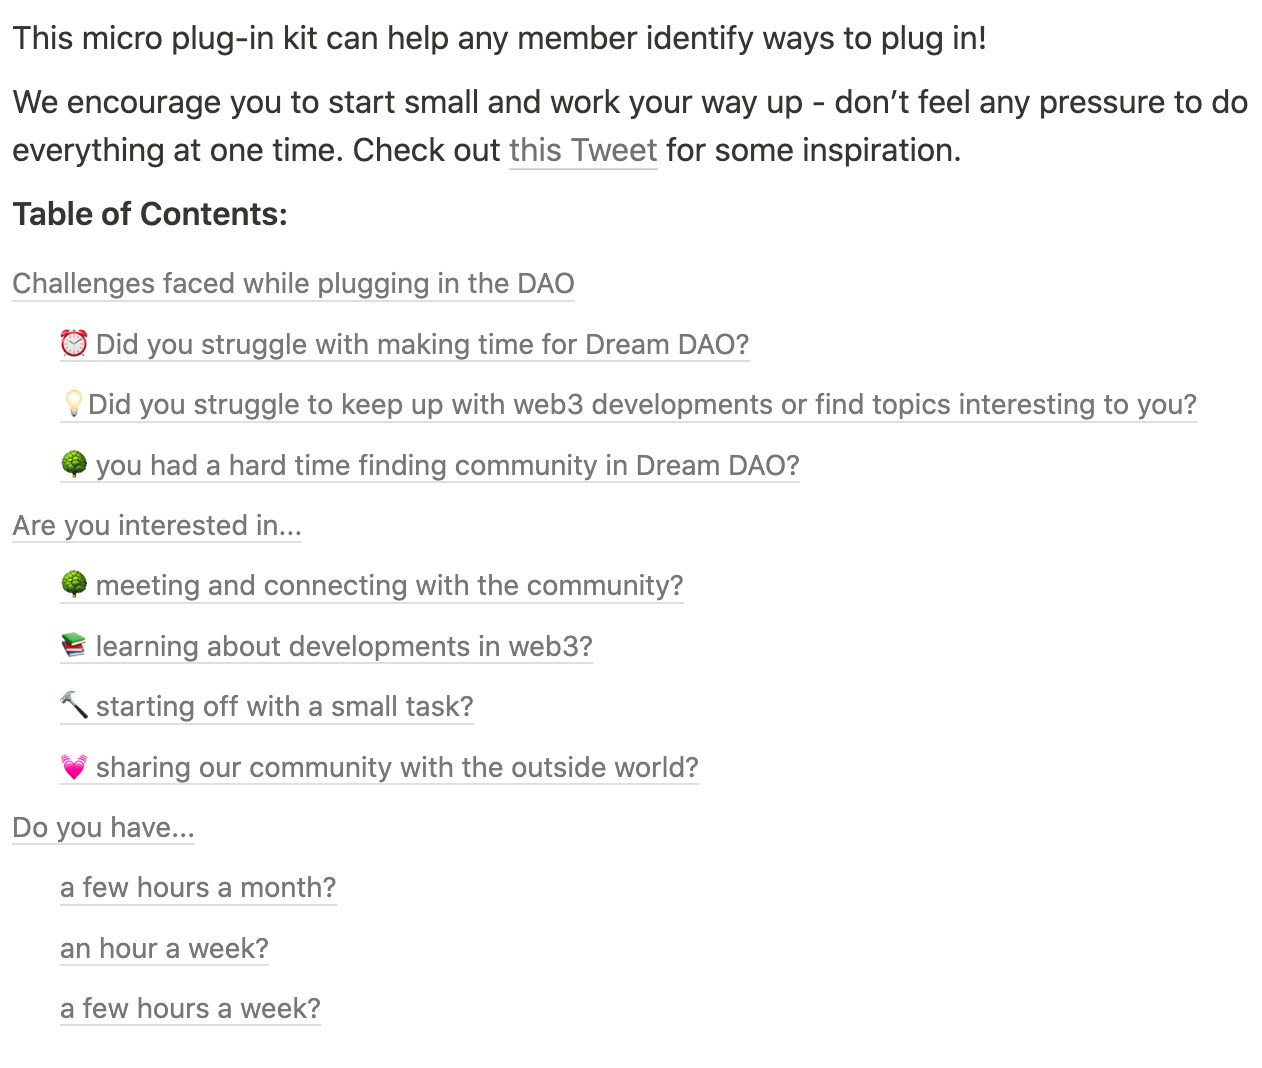 This micro plug-in kit can help any member identify ways to plug in!
We encourage you to start small and work your way up - don’t feel any pressure to do
everything at one time. Check out this Tweet for some inspiration.
Table of Contents:
Challenges faced while plugging in the DAO
⏰ Did you struggle with making time for Dream DAO?
💡Did you struggle to keep up with web3 developments or find topics interesting to you?
🌳 you had a hard time finding community in Dream DAO?
Are you interested in...
🌳 meeting and connecting with the community?
📚 learning about developments in web3?
🔨 starting off with a small task?
💓 sharing our community with the outside world?
Do you have...
a few hours a month?
an hour a week?
a few hours a week?